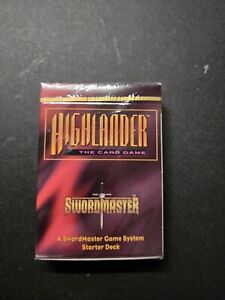 HIGHLANDER
THE CARD GAME
SWORDMASTER
A SwordMaster Game System
Starter Deck